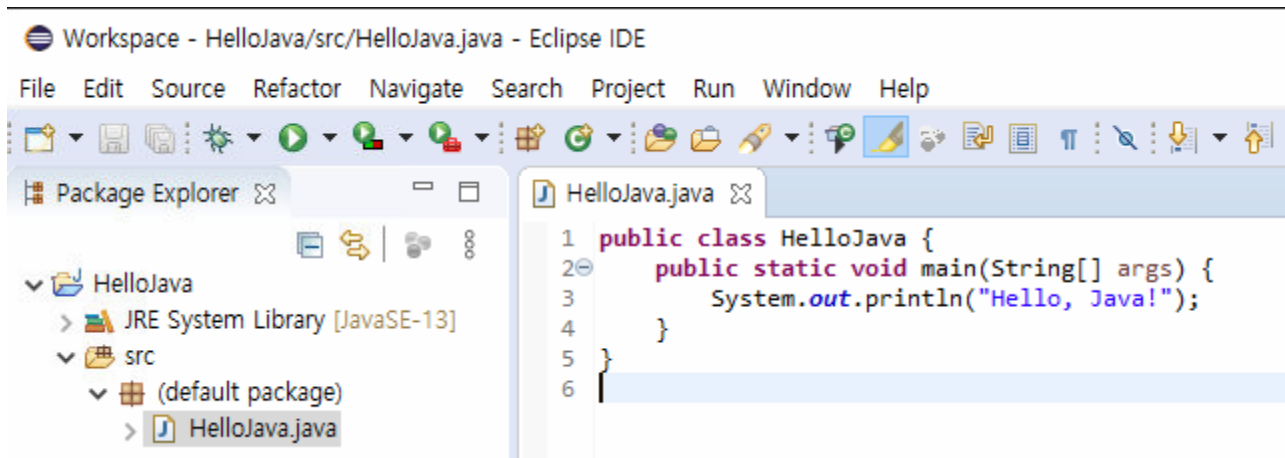 Workspace - HelloJava/src/HelloJava.java - Eclipse IDE
File Edit Source Refactor Navigate Search Project Run Window Help
Package Explorer
HelloJava
JRE System Library [JavaSE-13]
src
(default package)
HelloJava.java
HelloJava.java
1 public class HelloJava {
2 public static void main(String[] args) {
3 System.out.println("Hello, Java!");
4 }
5 }
6